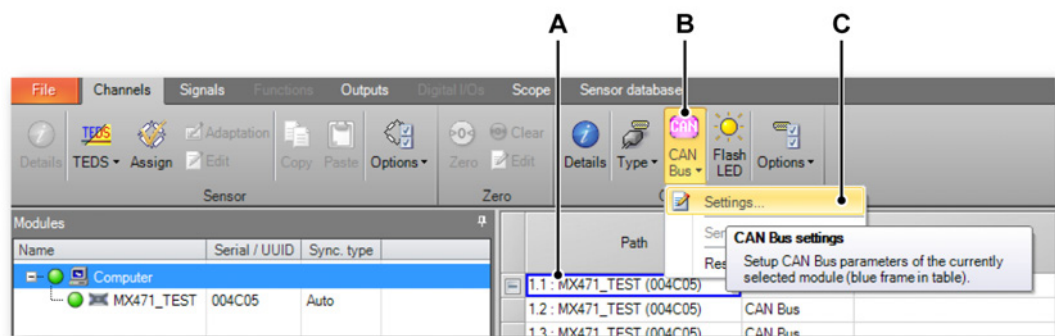 A B C
File Channels Signals Functions Outputs Digital I/Os Scope Sensor database
Details TEDS Assign Adaptation Edit Copy Paste Options Zero Clear Edit Details Type CAN Bus Flash LED Options
Sensor Zero
Settings...
CAN Bus settings
Setup CAN Bus parameters of the currently
selected module (blue frame in table).
Modules
Name Serial / UUID Sync. type Path
Computer
MX471_TEST 004C05 Auto
1.1 : MX471_TEST (004C05)
1.2 : MX471_TEST (004C05) CAN Bus
1.3 : MX471_TEST (004C05) CAN Bus